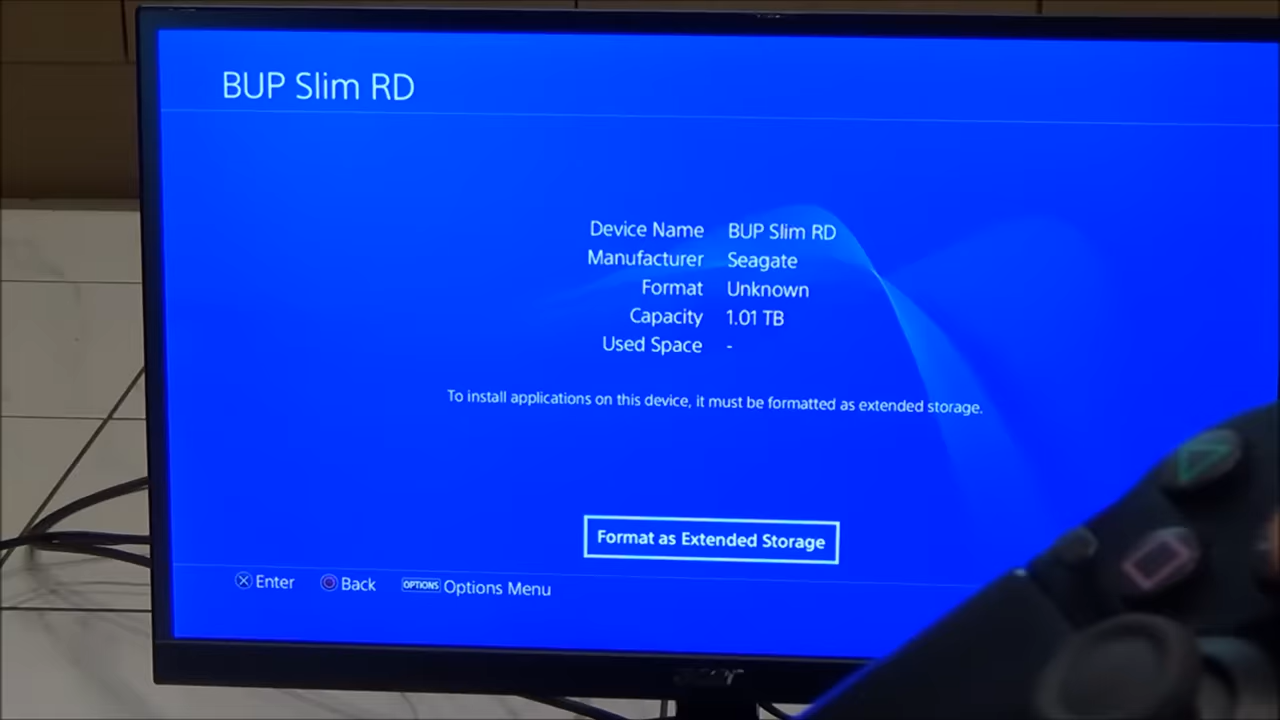 BUP Slim RD
Device Name BUP Slim RD
Manufacturer Seagate
Format Unknown
Capacity 1.01 TB
Used Space -
To install applications on this device, it must be formatted as extended storage.
Format as Extended Storage
Enter Back OPTIONS Options Menu
acer